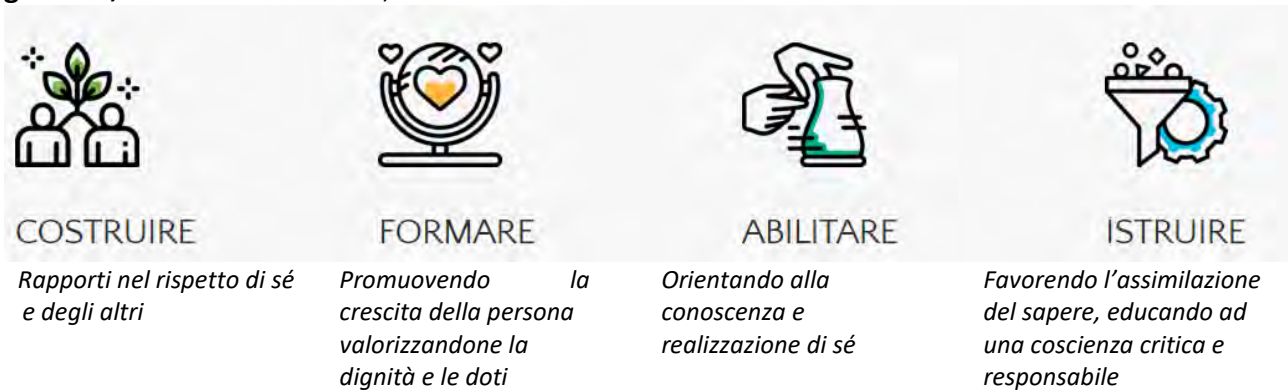 COSTRUIRE
Rapporti nel rispetto di sé
e degli altri
FORMARE
Promuovendo la
crescita della persona
valorizzandone la
dignità e le doti
ABILITARE
Orientando alla
conoscenza e
realizzazione di sé
ISTRUIRE
Favorendo l’assimilazione
del sapere, educando ad
una coscienza critica e
responsabile